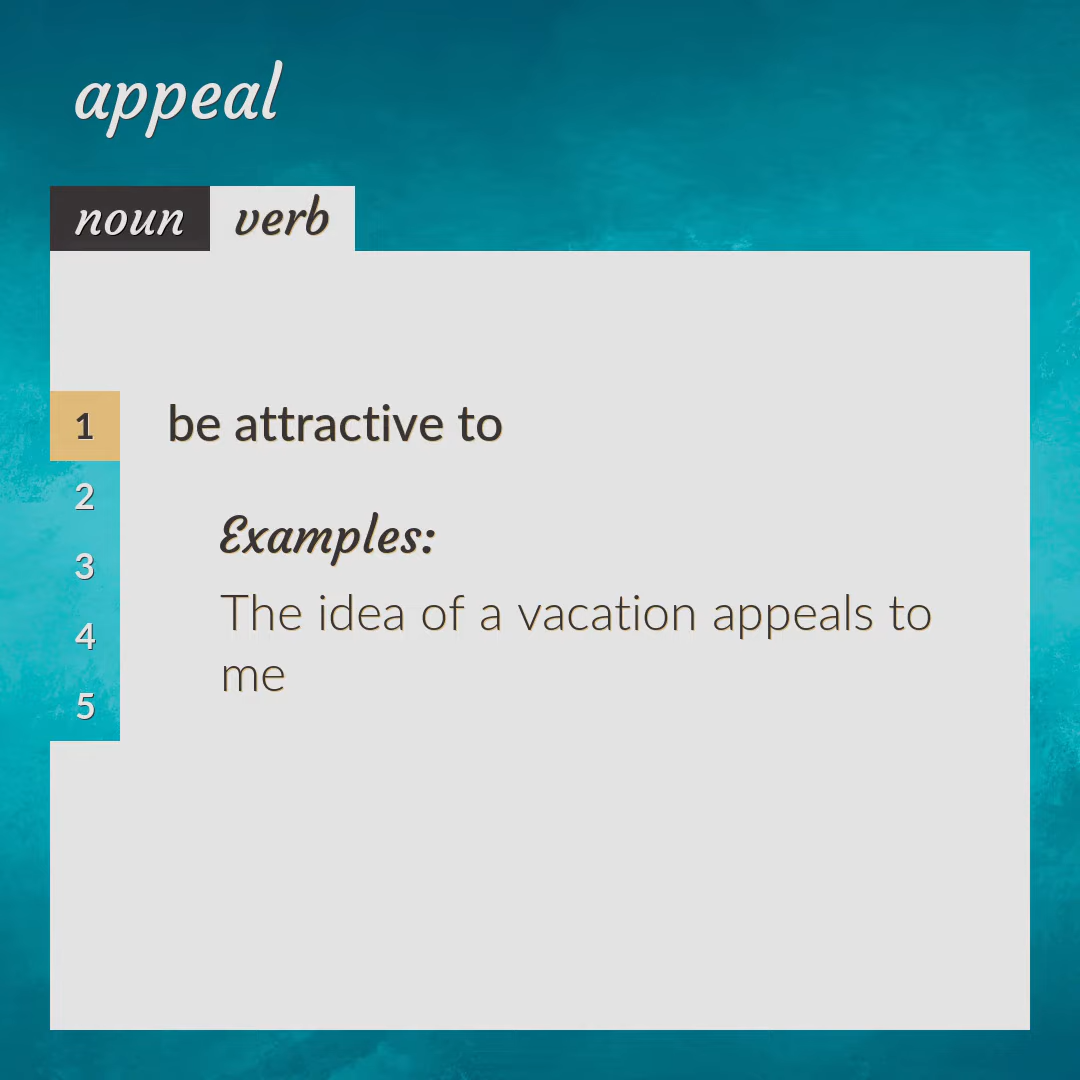 appeal
noun verb
1 be attractive to
2
Examples:
3
The idea of a vacation appeals to
4
me
5